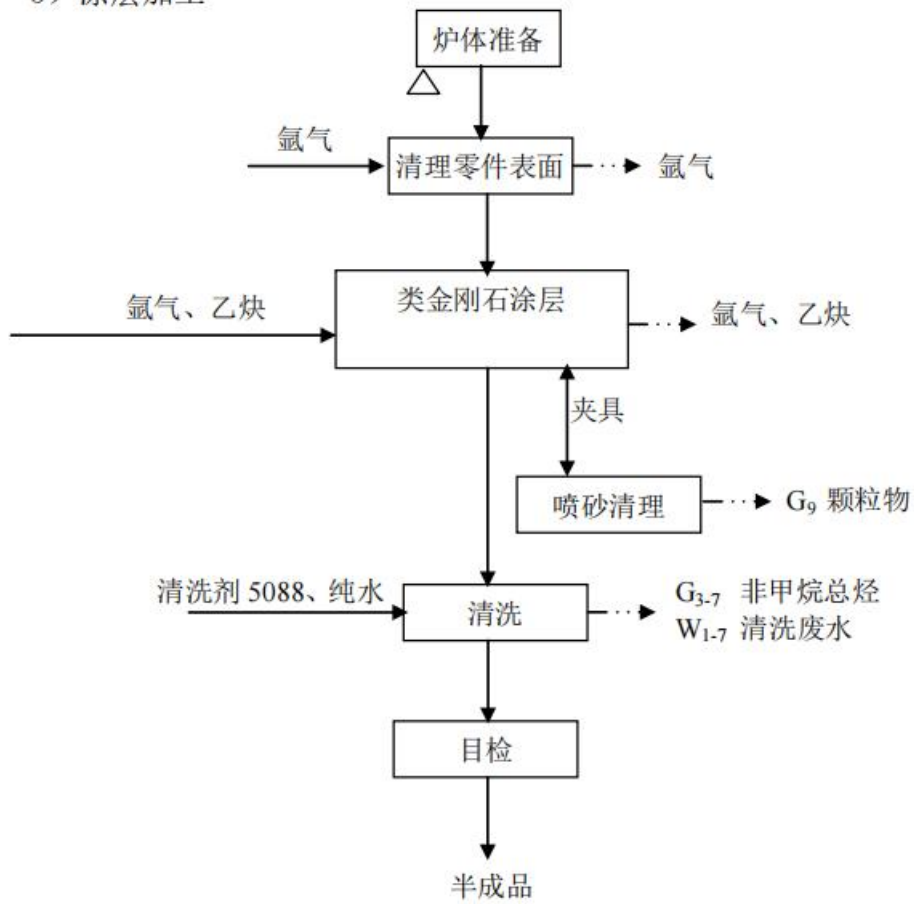 炉体准备
氩气
清理零件表面
氩气
氩气、乙炔
类金刚石涂层
氩气、乙炔
夹具
喷砂清理
G9 颗粒物
清洗剂 5088、纯水
清洗
G3-7 非甲烷总烃
W1-7 清洗废水
目检
半成品